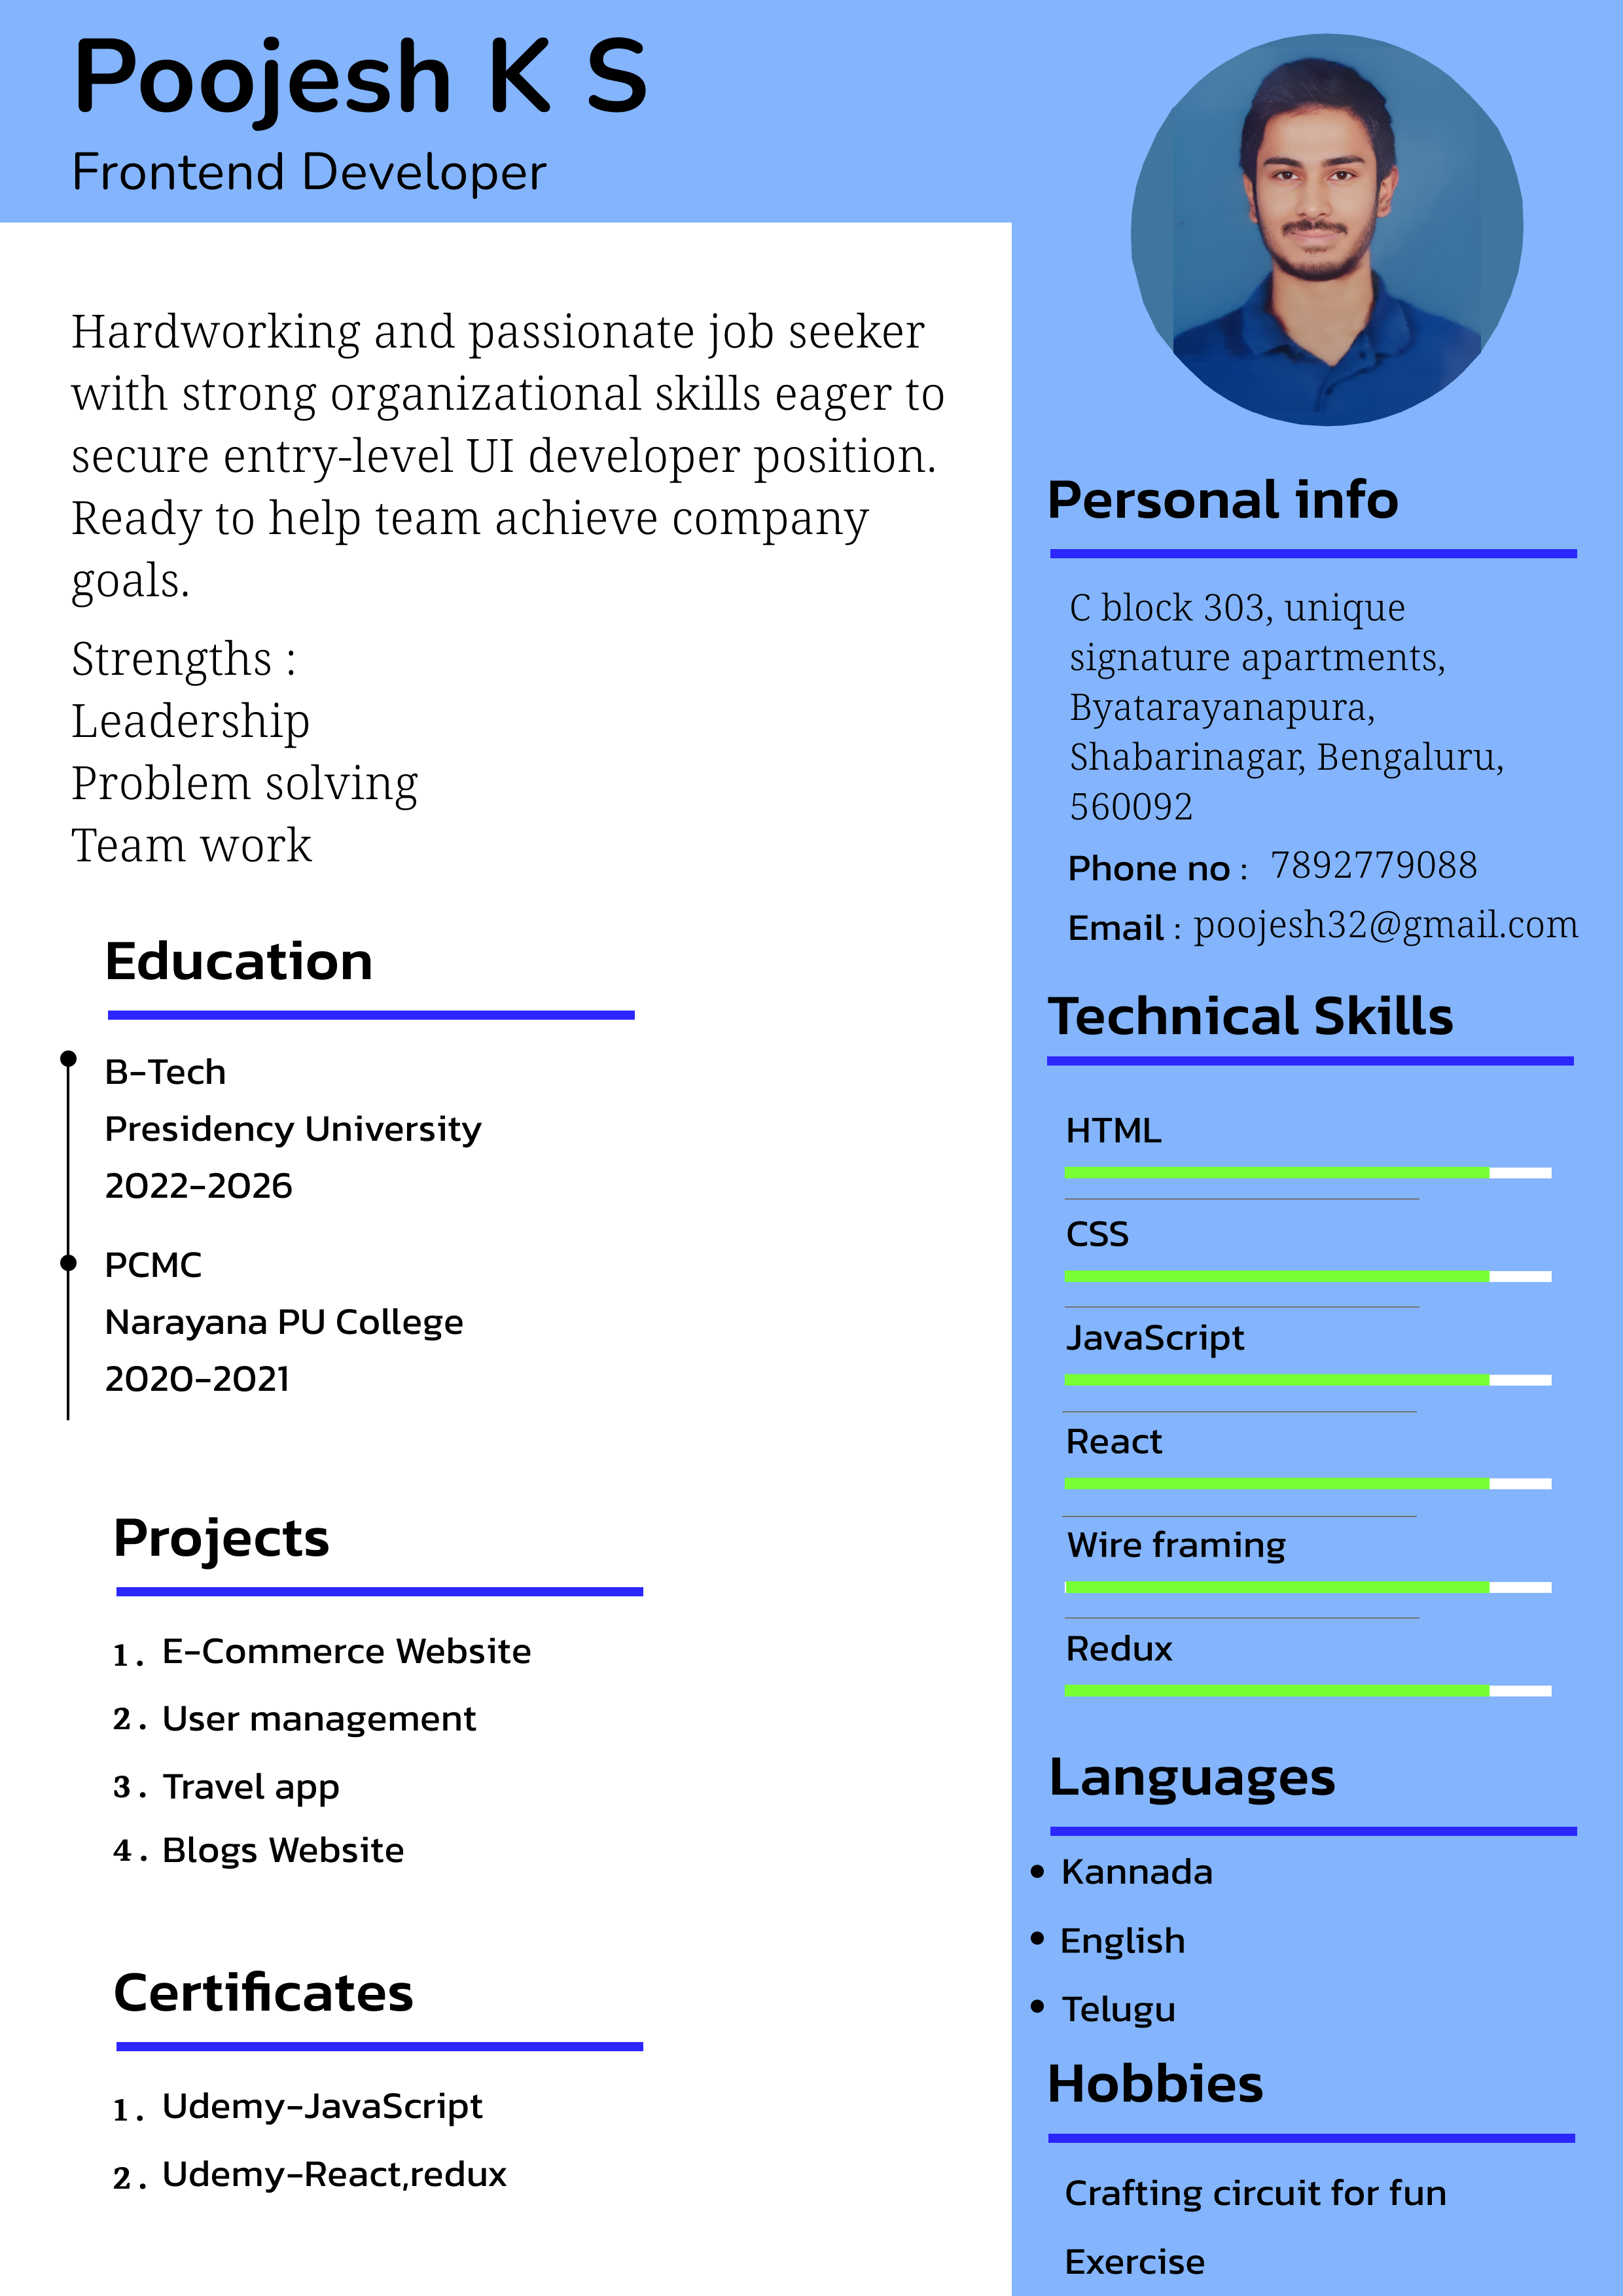 Poojesh K S
Frontend Developer
Hardworking and passionate job seeker
with strong organizational skills eager to
secure entry-level UI developer position.
Ready to help team achieve company
goals.
Strengths :
Leadership
Problem solving
Team work
Education
B-Tech
Presidency University
2022-2026
PCMC
Narayana PU College
2020-2021
Projects
1. E-Commerce Website
2. User management
3. Travel app
4. Blogs Website
Certificates
1. Udemy-JavaScript
2. Udemy-React,redux
Personal info
C block 303, unique
signature apartments,
Byatarayanapura,
Shabarinagar, Bengaluru,
560092
Phone no : 7892779088
Email : poojesh32@gmail.com
Technical Skills
HTML
CSS
JavaScript
React
Wire framing
Redux
Languages
• Kannada
• English
• Telugu
Hobbies
Crafting circuit for fun
Exercise